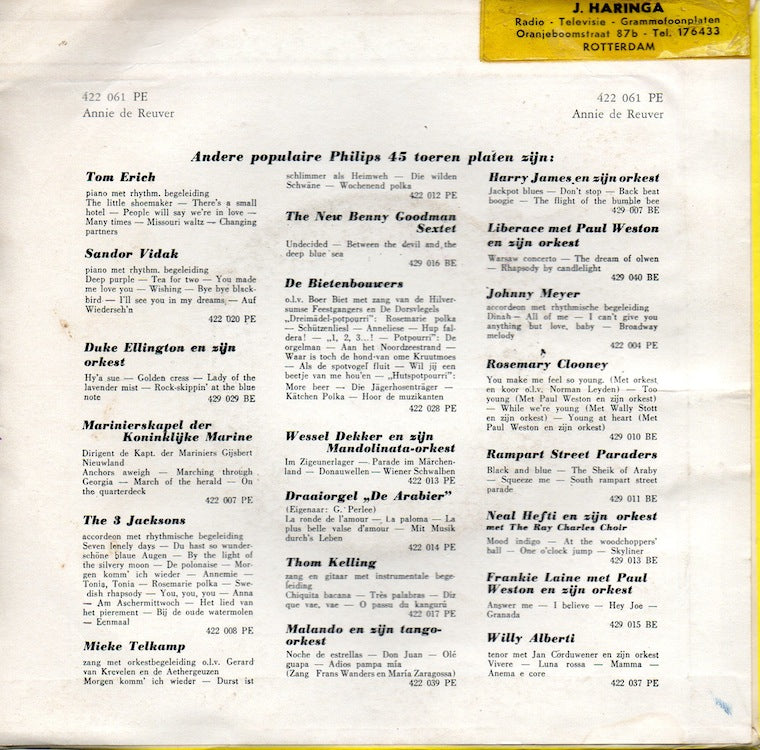 J. HARINGA
Radio - Televisie - Grammofoonplaten
Oranjeboomstraat 87b - Tel. 176433
ROTTERDAM
422 061 PE
Annie de Reuver
422 061 PE
Annie de Reuver
Andere populaire Philips 45 toeren platen zijn:
Tom Erich
piano met rhythm. begeleiding
The little shoemaker — There's a small
hotel — People will say we're in love —
Many times — Missouri waltz — Changing
partners
Sandor Vidak
piano met rhythm. begeleiding
Deep purple — Tea for two — You made
me love you — Wishing — Bye bye black-
bird — I'll see you in my dreams — Auf
Wiederseh'n
422 020 PE
Duke Ellington en zijn
orkest
Hy'a sue — Golden cress — Lady of the
lavender mist — Rock-skippin' at the blue
note 429 029 BE
Marinierskapel der
Koninklijke Marine
Dirigent de Kapt. der Mariniers Gijsbert
Nieuwland
Anchors aweigh — Marching through
Georgia — March of the herald — On
the quarterdeck
422 007 PE
The 3 Jacksons
accordeon met rhythmische begeleiding
Seven lenely days — Du hast so wunder-
schöne blaue Augen — By the light of
the silvery moon — De polonaise — Mor-
gen komm' ich wieder — Annemie —
Tonia, Tonia — Rosemarie polka — Swe-
dish rhapsody — You, you, you — Anna
— Am Aschermittwoch — Het lied van
het pierement — Bij de oude watermolen
— Eenmaal
422 008 PE
Mieke Telkamp
zang met orkestbegeleiding o.l.v. Gerard
van Krevelen en de Aethergeuzen
Morgen komm' ich wieder — Durst ist
schlimmer als Heimweh — Die wilden
Schwäne — Wochenend polka
422 012 PE
The New Benny Goodman
Sextet
Undecided — Between the devil and the
deep blue sea
429 016 BE
De Bietenbouwers
o.l.v. Boer Biet met zang van de Hilver-
sumse Feestgangers en De Dorsvlegels
„Dreimädel-potpourri": Rosemarie polka
— Schützenliesl — Anneliese — Hup fal-
dera! — „1, 2, 3...! — Potpourri": De
orgelman — Aan het Noordzeestrand —
Waar is toch de hond van ome Kruutmoes
— Als de spotvogel fluit — Wil jij een
beetje van me hou'en — „Hutspotpourri":
More beer — Die Jägerhosenträger —
Kätchen Polka — Hoor de muzikanten
422 028 PE
Wessel Dekker en zijn
Mandolinata-orkest
Im Zigeunerlager — Parade im Märchen-
land — Donauwellen — Wiener Schwalben
422 013 PE
Draaiorgel „De Arabier"
(Eigenaar: G. Perlee)
La ronde de l'amour — La paloma — La
plus belle valse d'amour — Mit Musik
durch's Leben
422 014 PE
Thom Kelling
zang en gitaar met instrumentale bege-
leiding
Chiquita bacana — Très palabras — Diz
que vae, vae — O passu do kangurú
422 017 PE
Malando en zijn tango-
orkest
Noche de estrellas — Don Juan — Olé
guapa — Adios pampa mía
(Zang Frans Wanders en María Zaragossa)
422 039 PE
Harry James en zijn orkest
Jackpot blues — Don't stop — Back beat
boogie — The flight of the bumble bee
429 007 BE
Liberace met Paul Weston
en zijn orkest
Warsaw concerto — The dream of olwen
— Rhapsody by candlelight
429 040 BE
Johnny Meyer
accordeon met rhythmische begeleiding
Dinah — All of me — I can't give you
anything but love, baby — Broadway
melody
422 004 PE
Rosemary Clooney
You make me feel so young. (Met orkest
en koor o.l.v. Norman Leyden) — Too
young (Met Paul Weston en zijn orkest)
— While we're young (Met Wally Stott
en zijn orkest) — Young at heart (Met
Paul Weston en zijn orkest)
429 010 BE
Rampart Street Paraders
Black and blue — The Sheik of Araby
— Squeeze me — South rampart street
parade
429 011 BE
Neal Hefti en zijn orkest
met The Ray Charles Choir
Mood indigo — At the woodchoppers'
ball — One o'clock jump — Skyliner
429 013 BE
Frankie Laine met Paul
Weston en zijn orkest
Answer me — I believe — Hey Joe —
Granada
429 015 BE
Willy Alberti
tenor met Jan Corduwener en zijn orkest
Vivere — Luna rossa — Mamma —
Anema e core
422 037 PE